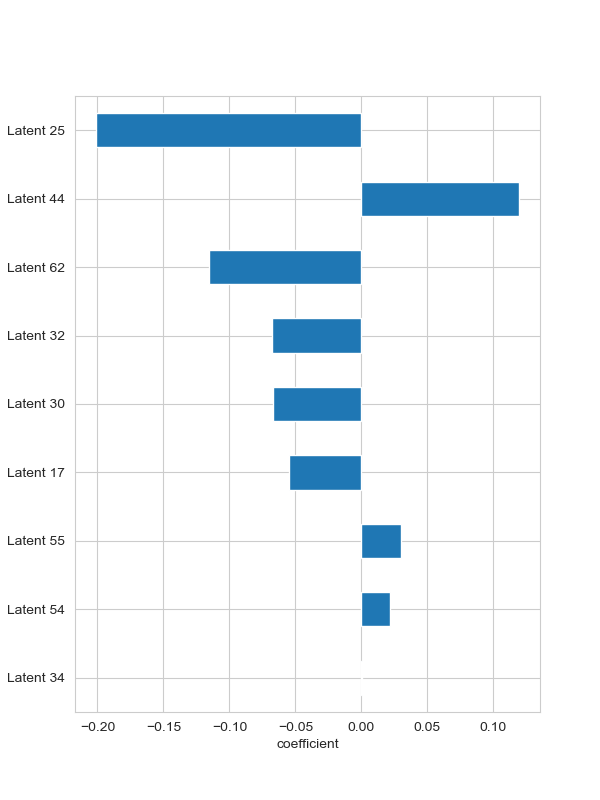 Latent 25
Latent 44
Latent 62
Latent 32
Latent 30
Latent 17
Latent 55
Latent 54
Latent 34
−0.20 −0.15 −0.10 −0.05 0.00 0.05 0.10
coefficient